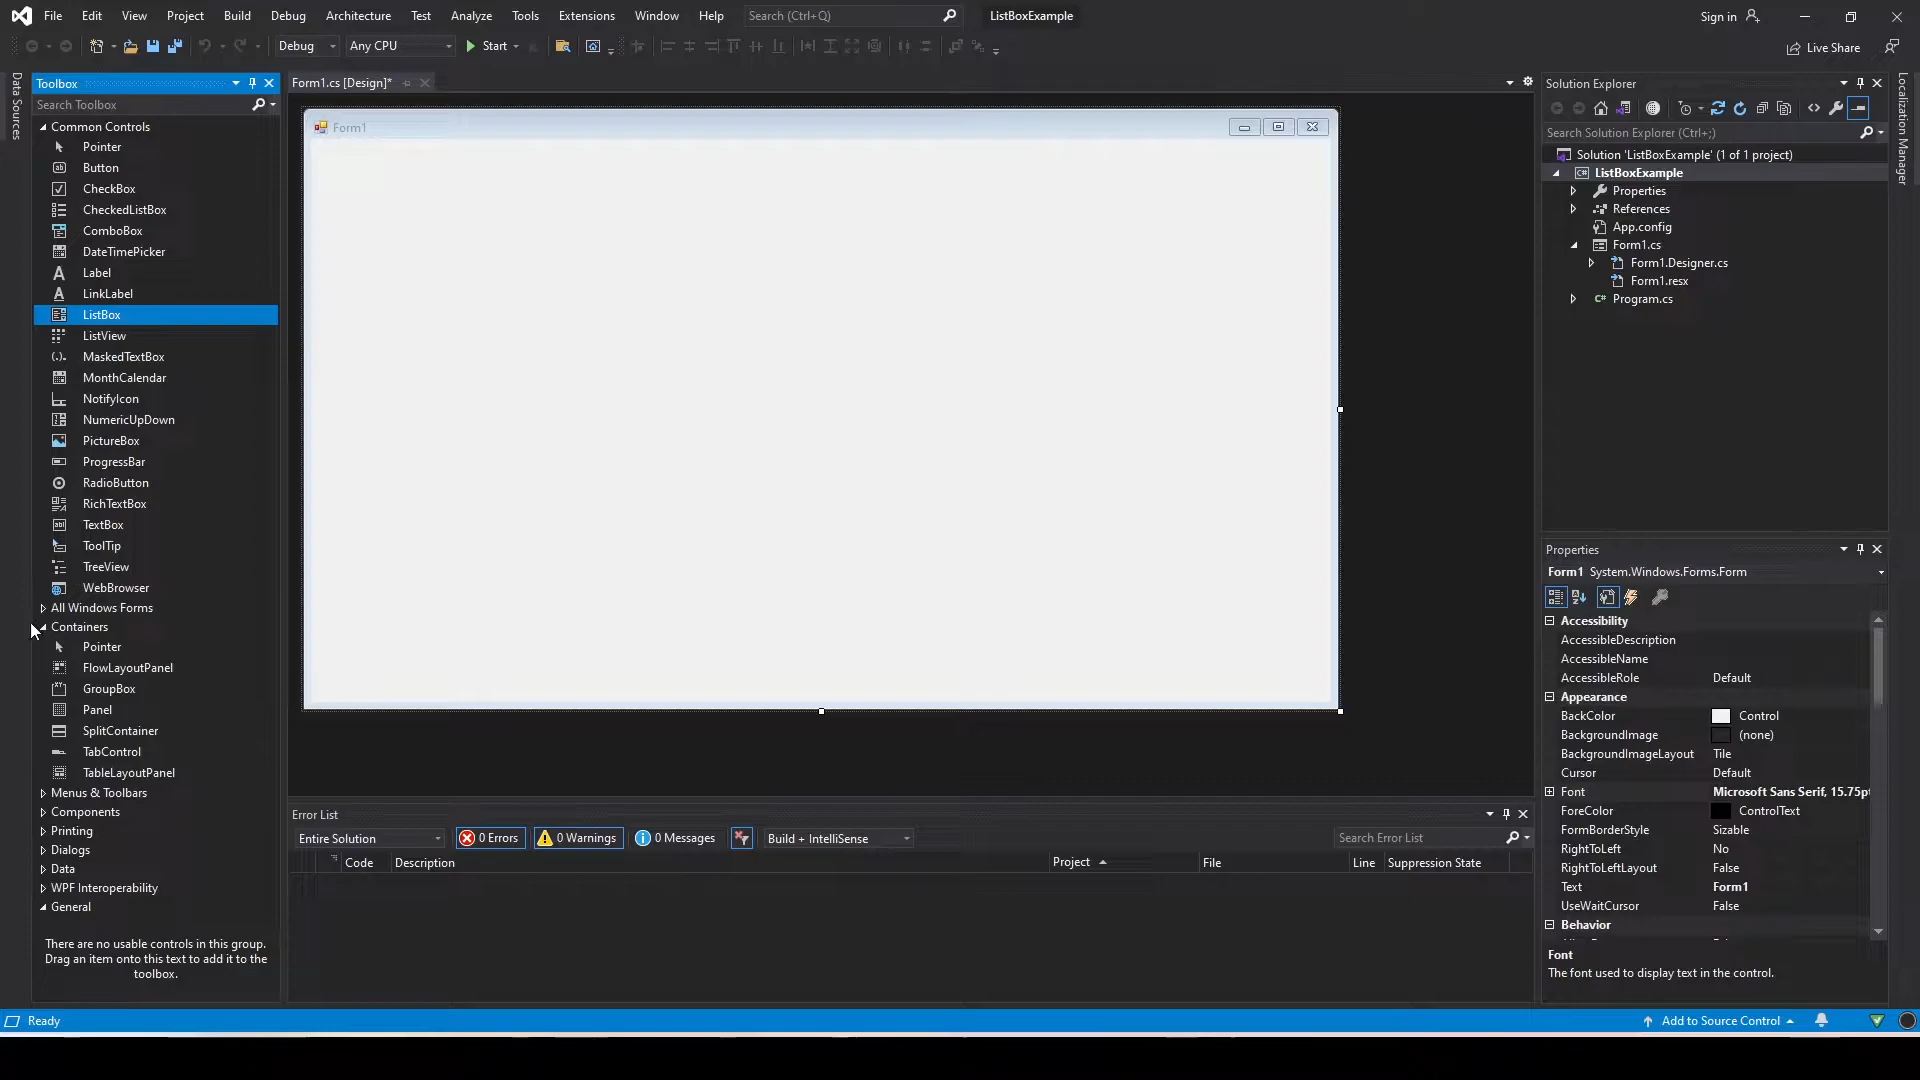 File Edit View Project Build Debug Architecture Test Analyze Tools Extensions Window Help Search (Ctrl+Q) ListBoxExample Sign in
Debug Any CPU Start Live Share
Data Sources
Toolbox
Search Toolbox
Common Controls
Pointer
Button
CheckBox
CheckedListBox
ComboBox
DateTimePicker
Label
LinkLabel
ListBox
ListView
MaskedTextBox
MonthCalendar
NotifyIcon
NumericUpDown
PictureBox
ProgressBar
RadioButton
RichTextBox
TextBox
ToolTip
TreeView
WebBrowser
All Windows Forms
Containers
Pointer
FlowLayoutPanel
GroupBox
Panel
SplitContainer
TabControl
TableLayoutPanel
Menus & Toolbars
Components
Printing
Dialogs
Data
WPF Interoperability
General
There are no usable controls in this group.
Drag an item onto this text to add it to the
toolbox.
Form1.cs [Design]*
Form1
Error List
Entire Solution 0 Errors 0 Warnings 0 Messages Build + IntelliSense Search Error List
Code Description Project File Line Suppression State
Solution Explorer
Search Solution Explorer (Ctrl+;)
Solution 'ListBoxExample' (1 of 1 project)
ListBoxExample
Properties
References
App.config
Form1.cs
Form1.Designer.cs
Form1.resx
Program.cs
Properties
Form1 System.Windows.Forms.Form
Accessibility
AccessibleDescription
AccessibleName
AccessibleRole Default
Appearance
BackColor Control
BackgroundImage (none)
BackgroundImageLayout Tile
Cursor Default
Font Microsoft Sans Serif, 15.75pt
ForeColor ControlText
FormBorderStyle Sizable
RightToLeft No
RightToLeftLayout False
Text Form1
UseWaitCursor False
Behavior
Font
The font used to display text in the control.
Localization Manager
Ready Add to Source Control